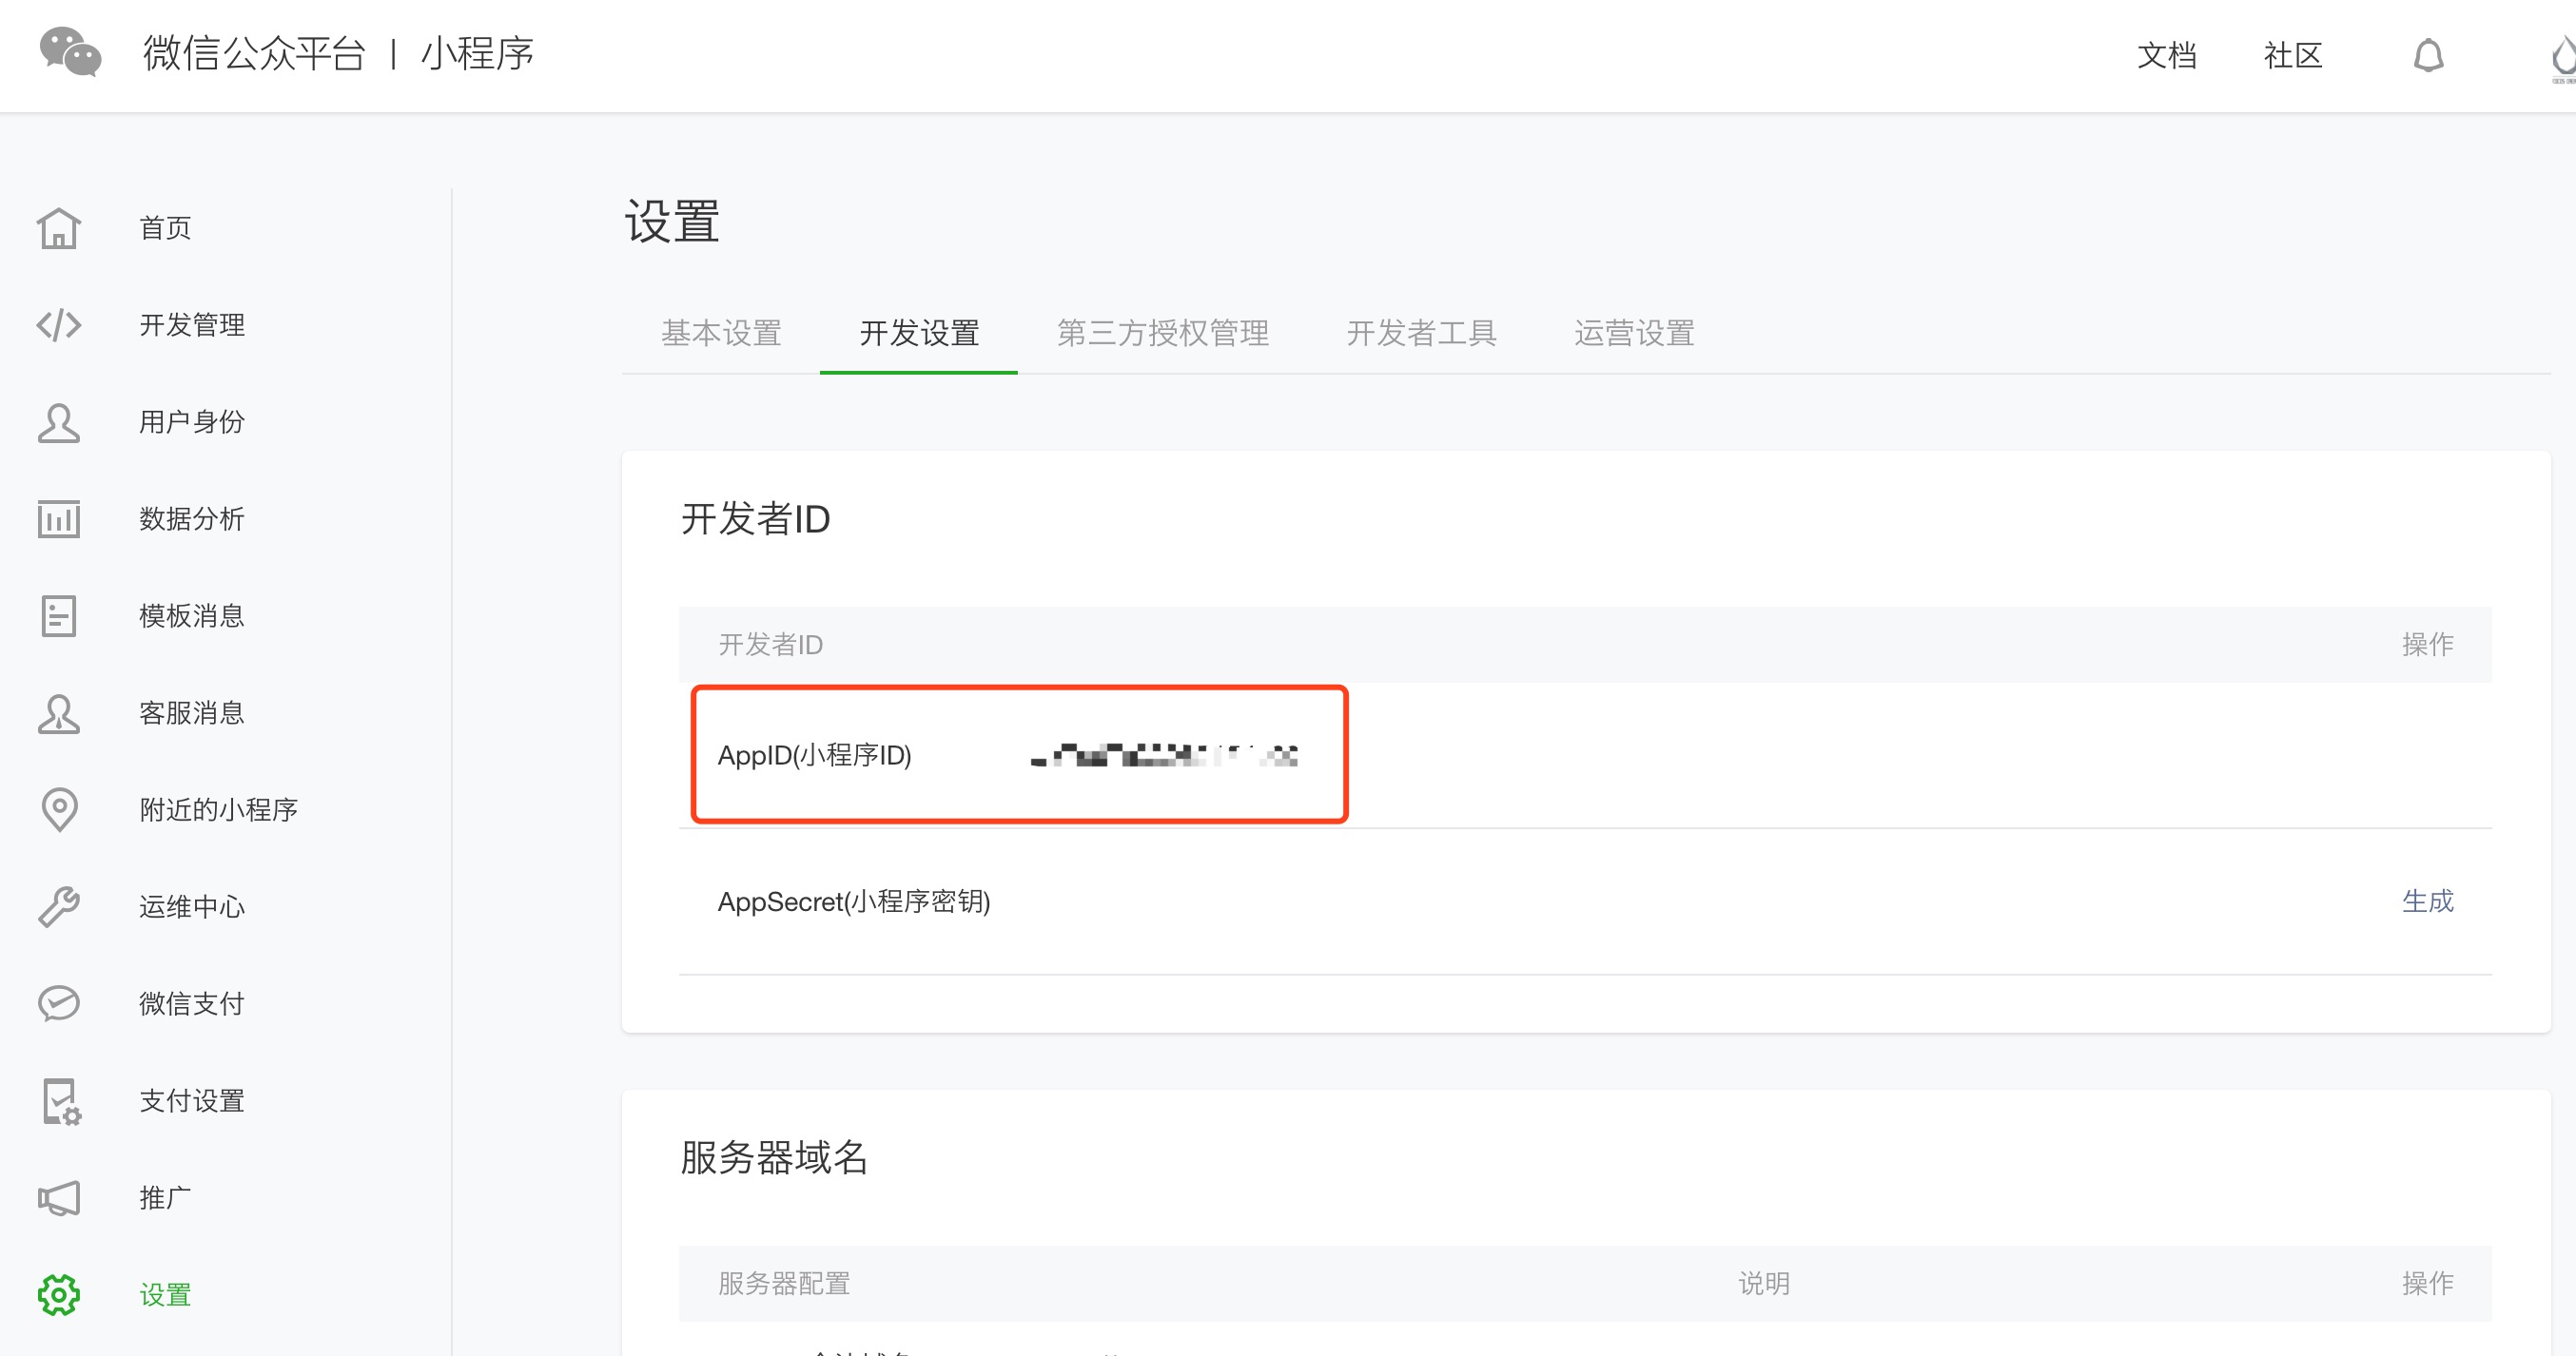 微信公众平台 | 小程序
文档
社区
首页
开发管理
用户身份
数据分析
模板消息
客服消息
附近的小程序
运维中心
微信支付
支付设置
推广
设置
设置
基本设置
开发设置
第三方授权管理
开发者工具
运营设置
开发者ID
开发者ID
操作
AppID(小程序ID)
AppSecret(小程序密钥)
生成
服务器域名
服务器配置
说明
操作